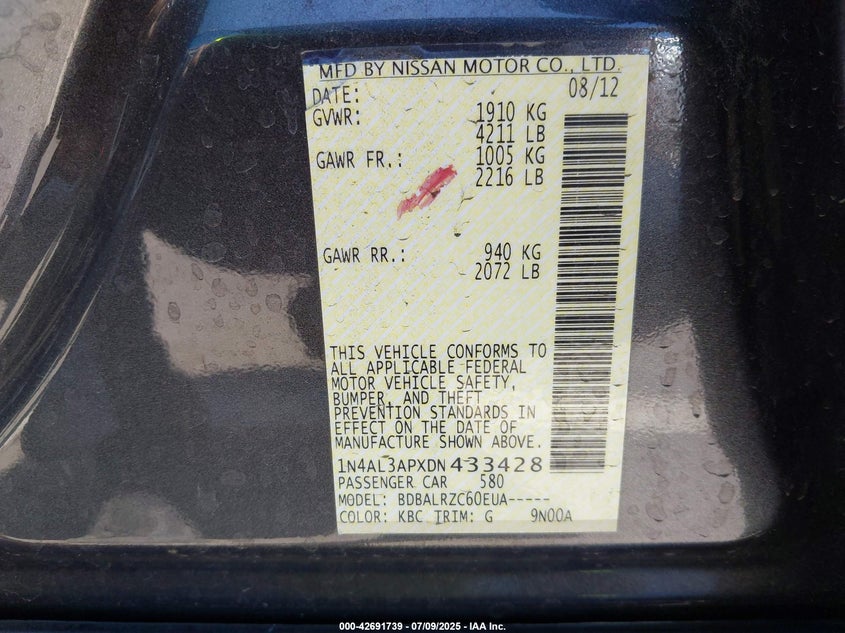 MFD BY NISSAN MOTOR CO., LTD.
DATE: 08/12
GVWR: 1910 KG
4211 LB
GAWR FR.: 1005 KG
2216 LB
GAWR RR.: 940 KG
2072 LB
THIS VEHICLE CONFORMS TO
ALL APPLICABLE FEDERAL
MOTOR VEHICLE SAFETY,
BUMPER, AND THEFT
PREVENTION STANDARDS IN
EFFECT ON THE DATE OF
MANUFACTURE SHOWN ABOVE.
1N4AL3APXDN433428
PASSENGER CAR 580
MODEL: BDBALRZC60EUA-----
COLOR: KBC TRIM: G 9N00A
000-42691739 / 07/09/2025 - IAA Inc.